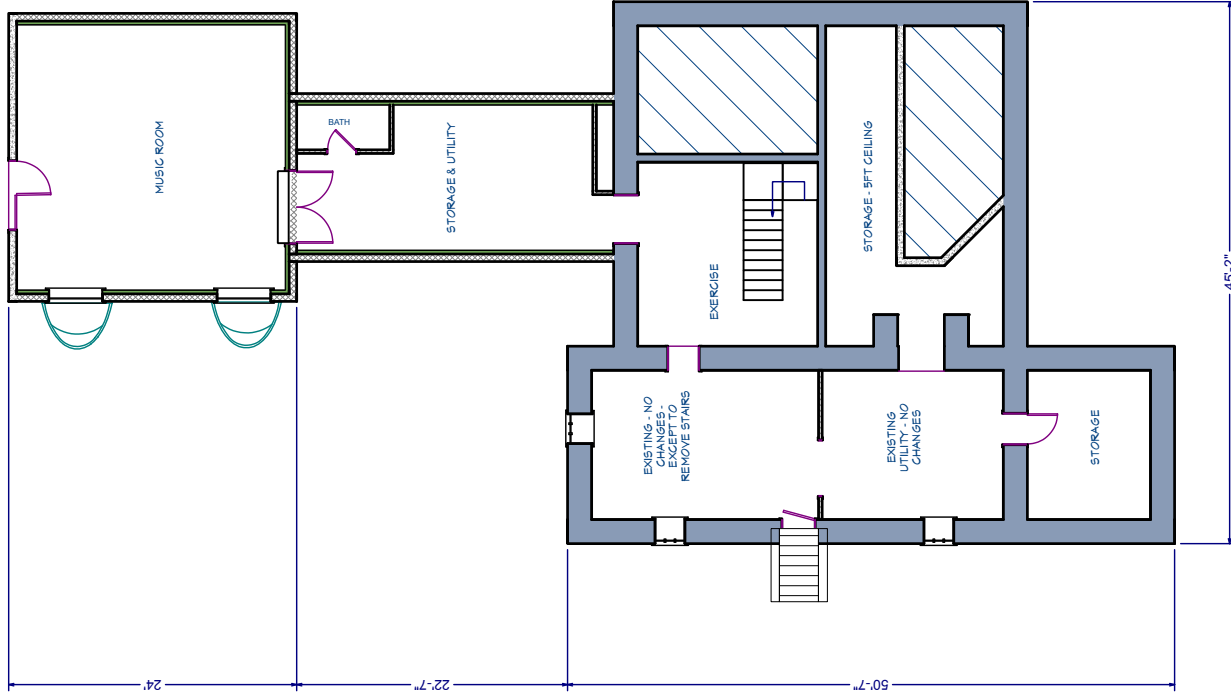 MUSIC ROOM
BATH
STORAGE & UTILITY
STORAGE - 5FT CEILING
EXERCISE
EXISTING - NO
CHANGES -
EXCEPT TO
REMOVE STAIRS
EXISTING
UTILITY - NO
CHANGES
STORAGE
45'-2"
24'
22'-7"
50'-7"